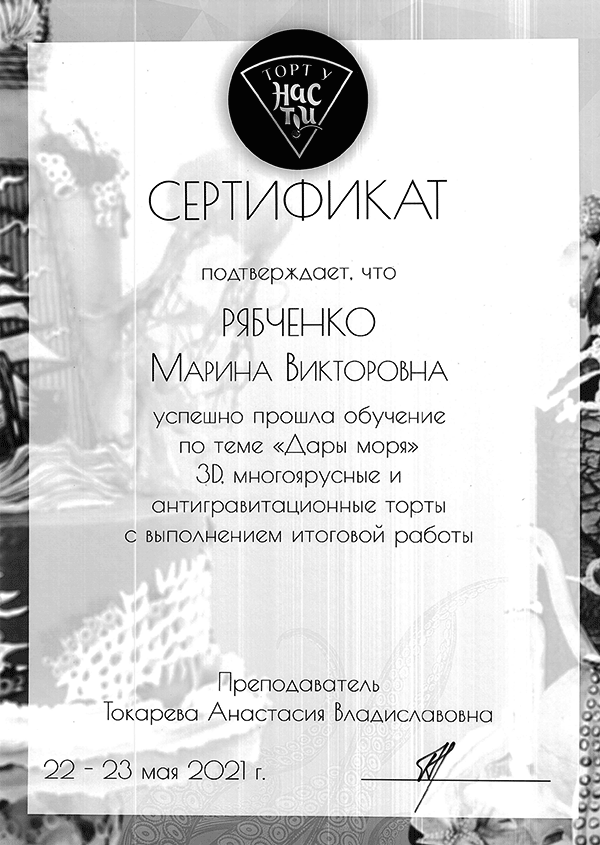 ТОРТ У
Нас
ти
СЕРТИФИКАТ
подтверждает, что
РЯБЧЕНКО
Марина Викторовна
успешно прошла обучение
по теме «Дары моря»
3D, многоярусные и
антигравитационные торты
с выполнением итоговой работы
Преподаватель
Токарева Анастасия Владиславовна
22 - 23 мая 2021 г.